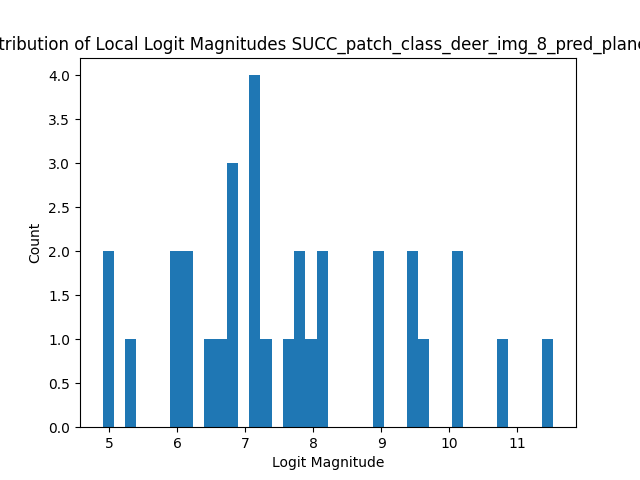 tribution of Local Logit Magnitudes SUCC_patch_class_deer_img_8_pred_plane
4.0
3.5
3.0
2.5
2.0
1.5
1.0
0.5
0.0
Count
5 6 7 8 9 10 11
Logit Magnitude